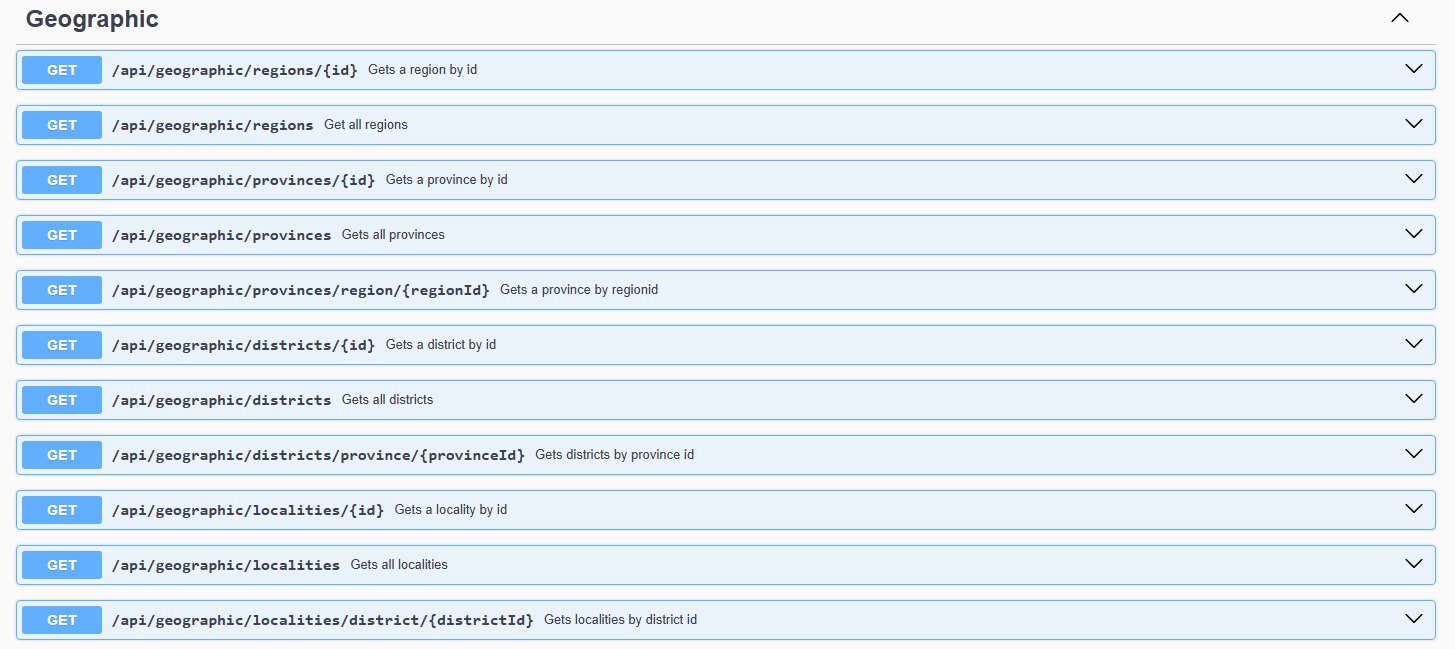 Geographic
GET /api/geographic/regions/{id} Gets a region by id
GET /api/geographic/regions Get all regions
GET /api/geographic/provinces/{id} Gets a province by id
GET /api/geographic/provinces Gets all provinces
GET /api/geographic/provinces/region/{regionId} Gets a province by regionid
GET /api/geographic/districts/{id} Gets a district by id
GET /api/geographic/districts Gets all districts
GET /api/geographic/districts/province/{provinceId} Gets districts by province id
GET /api/geographic/localities/{id} Gets a locality by id
GET /api/geographic/localities Gets all localities
GET /api/geographic/localities/district/{districtId} Gets localities by district id